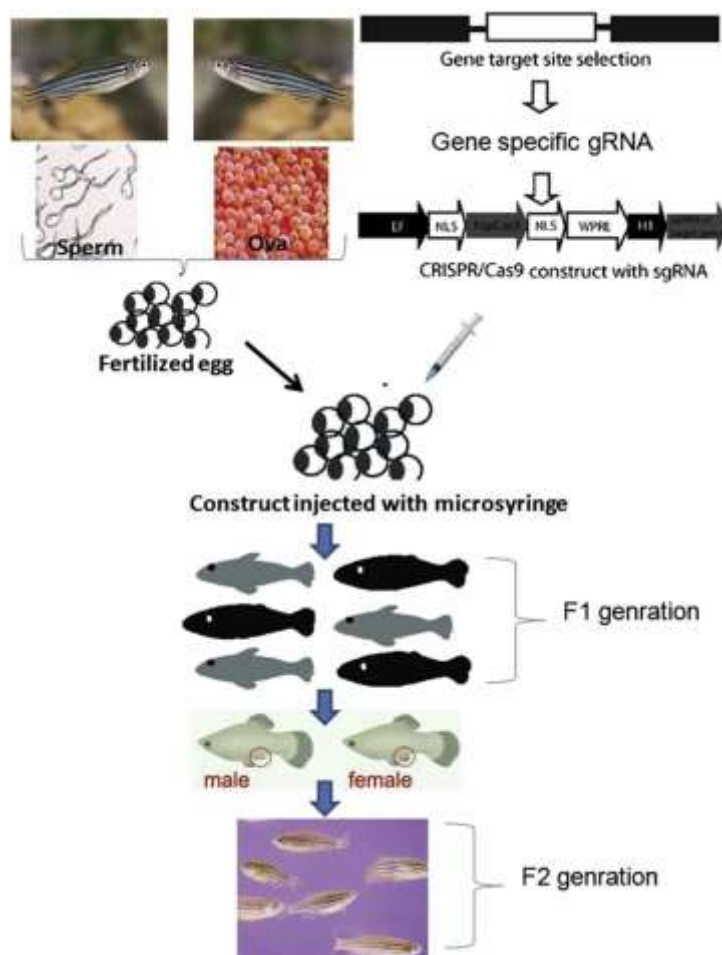 Gene target site selection
Gene specific gRNA
EF NLS NLS WPRE H1
Sperm
Ova
CRISPR/Cas9 construct with sgRNA
Fertilized egg
Construct injected with microsyringe
F1 genration
male female
F2 genration